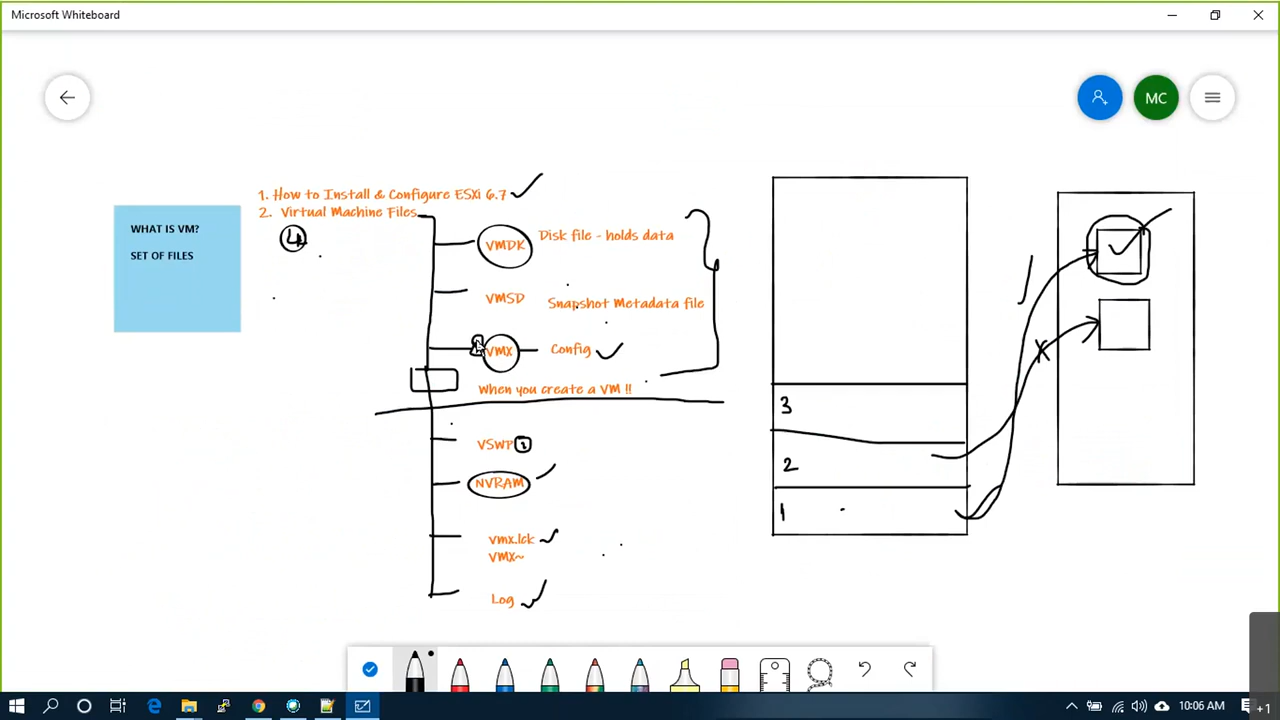 Microsoft Whiteboard
MC
WHAT IS VM?
SET OF FILES
1. How to Install & Configure ESXi 6.7
2. Virtual Machine Files
4
VMDK
Disk file - holds data
VMSD
Snapshot Metadata file
VMX
Config
When you create a VM !!
VSWP
NVRAM
vmx.lck
VMX~
Log
3
2
1
10:06 AM
+1